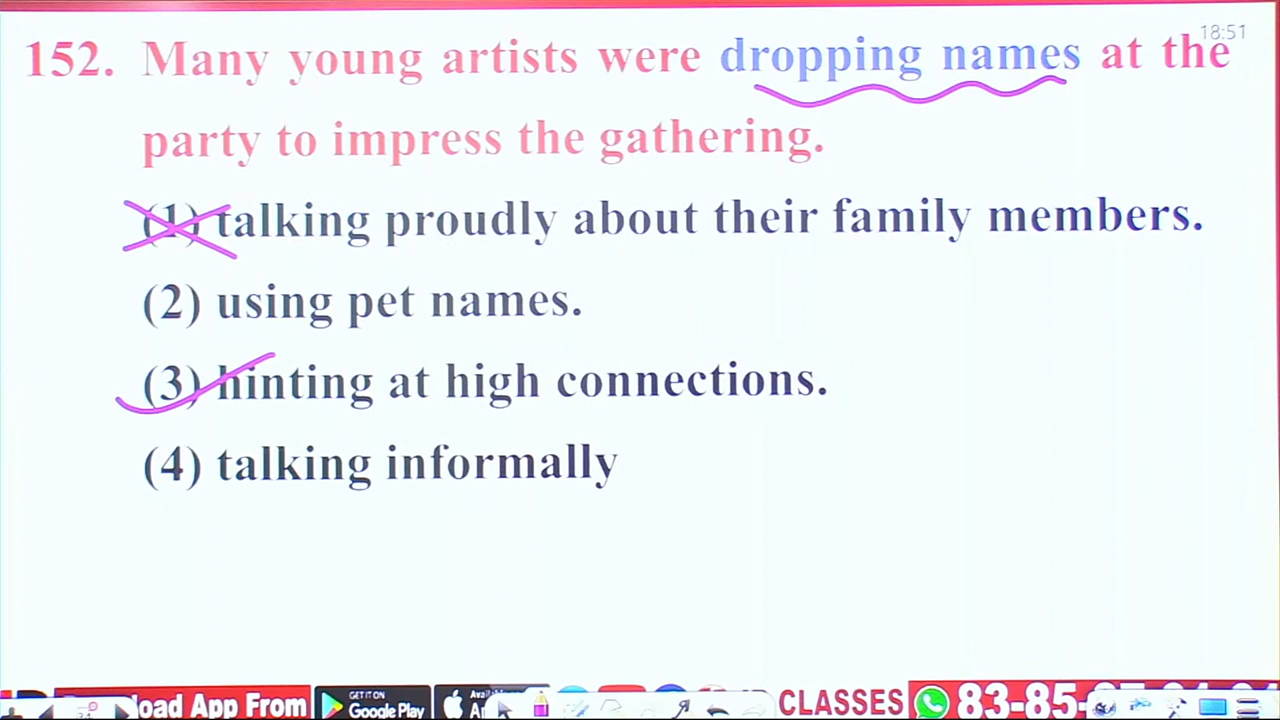 18:51
152. Many young artists were dropping names at the
party to impress the gathering.
(1) talking proudly about their family members.
(2) using pet names.
(3) hinting at high connections.
(4) talking informally
App From
GET IT ON
Google Play
CLASSES
83-85-